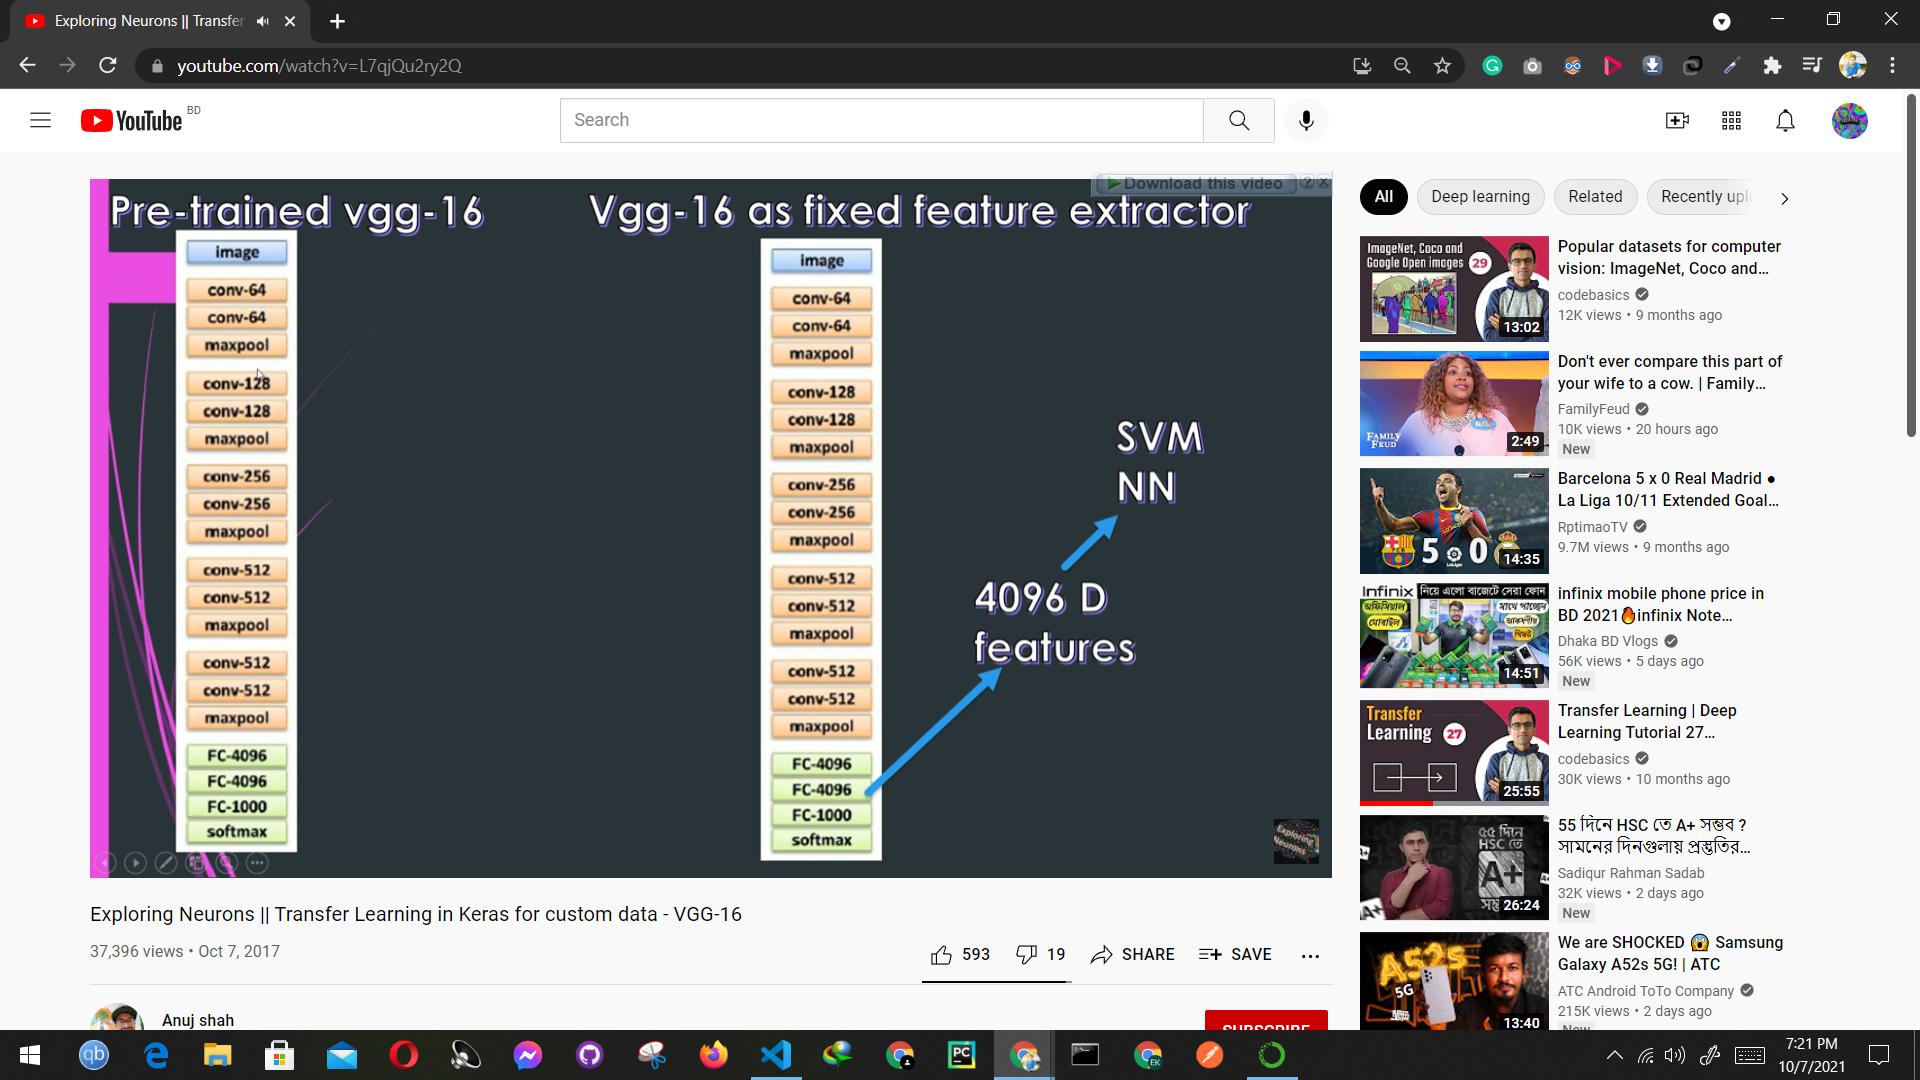 Exploring Neurons || Transfer
youtube.com/watch?v=L7qjQu2ry2Q
YouTube BD
Search
Download this video
Pre-trained vgg-16
image
conv-64
conv-64
maxpool
conv-128
conv-128
maxpool
conv-256
conv-256
maxpool
conv-512
conv-512
maxpool
conv-512
conv-512
maxpool
FC-4096
FC-4096
FC-1000
softmax
Vgg-16 as fixed feature extractor
image
conv-64
conv-64
maxpool
conv-128
conv-128
maxpool
conv-256
conv-256
maxpool
conv-512
conv-512
maxpool
conv-512
conv-512
maxpool
FC-4096
FC-4096
FC-1000
softmax
SVM
NN
4096 D
features
Exploring
Neurons
Exploring Neurons || Transfer Learning in Keras for custom data - VGG-16
37,396 views • Oct 7, 2017
593
19
SHARE
SAVE
Anuj shah
SUBSCRIBE
All
Deep learning
Related
Recently uplo
ImageNet, Coco and
Google Open images
29
13:02
Popular datasets for computer
vision: ImageNet, Coco and...
codebasics
12K views • 9 months ago
FAMILY
FEUD
2:49
Don't ever compare this part of
your wife to a cow. | Family...
FamilyFeud
10K views • 20 hours ago
New
5 0
14:35
Barcelona 5 x 0 Real Madrid ●
La Liga 10/11 Extended Goal...
RptimaoTV
9.7M views • 9 months ago
Infinix নিয়ে এলো বাজেটে সেরা ফোন
14:51
infinix mobile phone price in
BD 2021🔥infinix Note...
Dhaka BD Vlogs
56K views • 5 days ago
New
Transfer
Learning
27
25:55
Transfer Learning | Deep
Learning Tutorial 27...
codebasics
30K views • 10 months ago
৫৫ দিনে
HSC তে
A+
26:24
55 দিনে HSC তে A+ সম্ভব ?
সামনের দিনগুলায় প্রস্তুতির...
Sadiqur Rahman Sadab
32K views • 2 days ago
New
A52s
5G
13:40
We are SHOCKED 😱 Samsung
Galaxy A52s 5G! | ATC
ATC Android ToTo Company
215K views • 2 days ago
New
qb
PC
EK
7:21 PM
10/7/2021